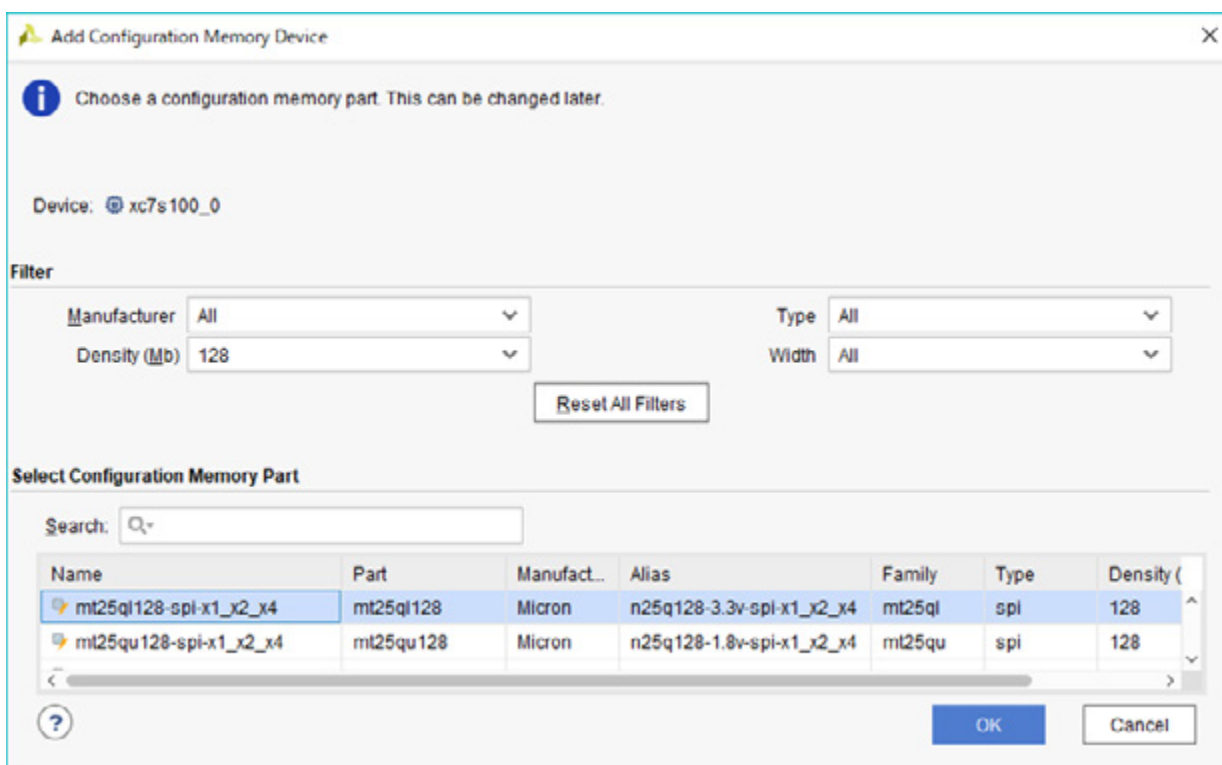 Add Configuration Memory Device
Choose a configuration memory part. This can be changed later.
Device: xc7s100_0
Filter
Manufacturer All Type All
Density (Mb) 128 Width All
Reset All Filters
Select Configuration Memory Part
Search:
Name Part Manufact... Alias Family Type Density (
mt25ql128-spi-x1_x2_x4 mt25ql128 Micron n25q128-3.3v-spi-x1_x2_x4 mt25ql spi 128
mt25qu128-spi-x1_x2_x4 mt25qu128 Micron n25q128-1.8v-spi-x1_x2_x4 mt25qu spi 128
? OK Cancel